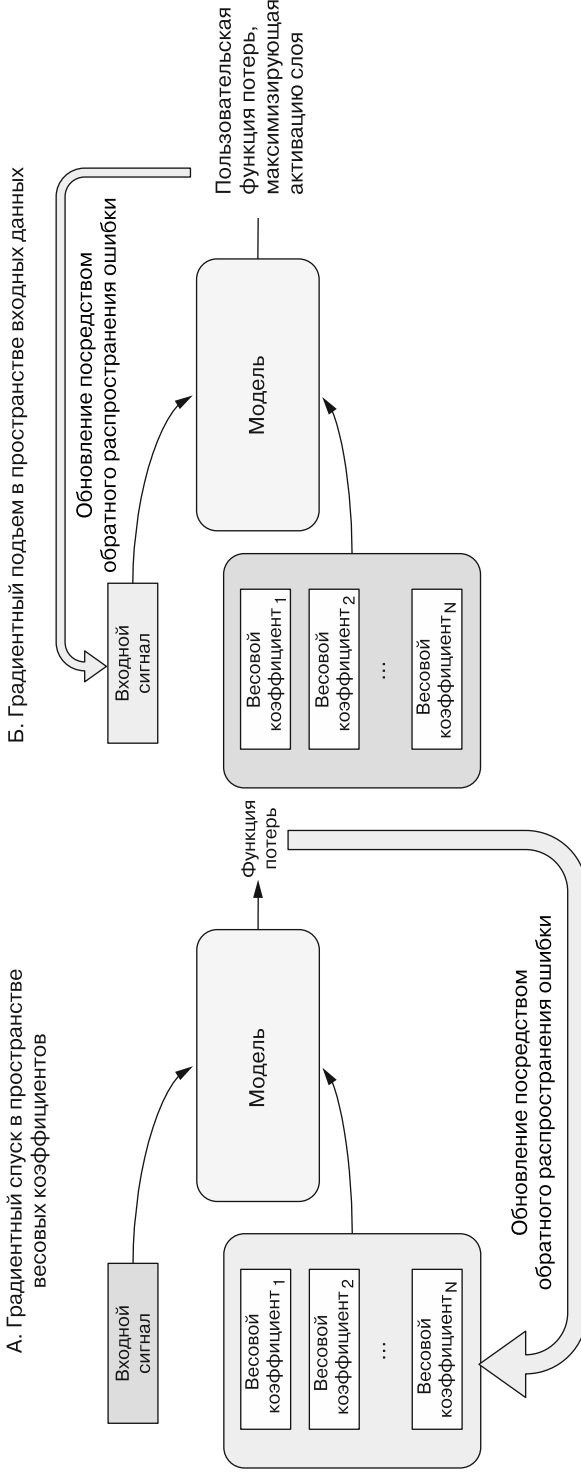 А. Градиентный спуск в пространстве
весовых коэффициентов
Входной
сигнал
Весовой
коэффициент1
Весовой
коэффициент2
...
Весовой
коэффициентN
Модель
Функция
потерь
Обновление посредством
обратного распространения ошибки
Б. Градиентный подъем в пространстве входных данных
Входной
сигнал
Обновление посредством
обратного распространения ошибки
Весовой
коэффициент1
Весовой
коэффициент2
...
Весовой
коэффициентN
Модель
Пользовательская
функция потерь,
максимизирующая
активацию слоя